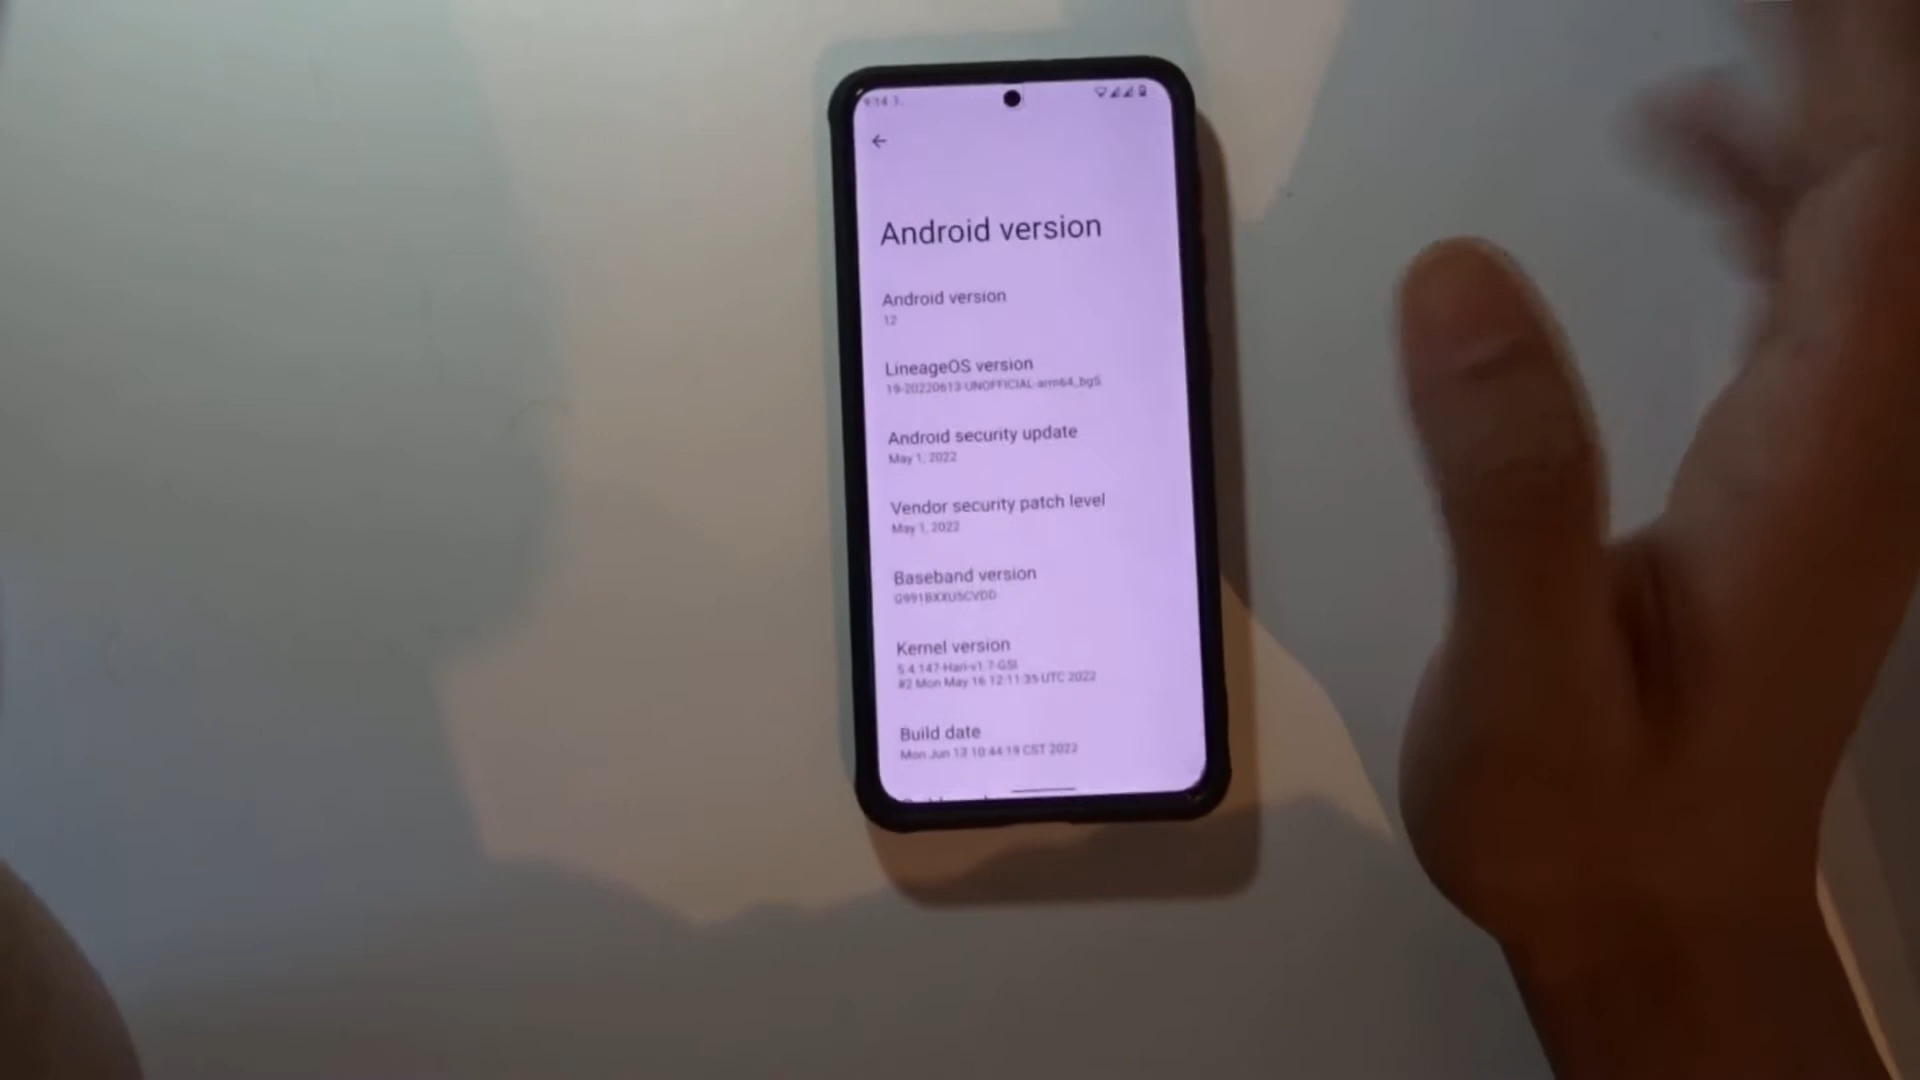 9:14
Android version
Android version
12
LineageOS version
19-20220613-UNOFFICIAL-arm64_bgS
Android security update
May 1, 2022
Vendor security patch level
May 1, 2022
Baseband version
G991BXXU5CVDD
Kernel version
5.4.147-Hari-v1.7-GSI
#2 Mon May 16 12:11:35 UTC 2022
Build date
Mon Jun 13 10:44:19 CST 2022